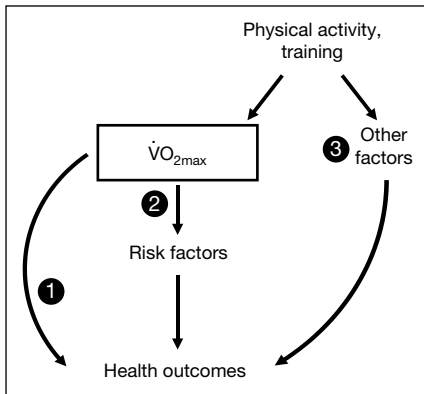 Physical activity,
training
V̇O₂max
3
Other
factors
2
Risk factors
1
Health outcomes